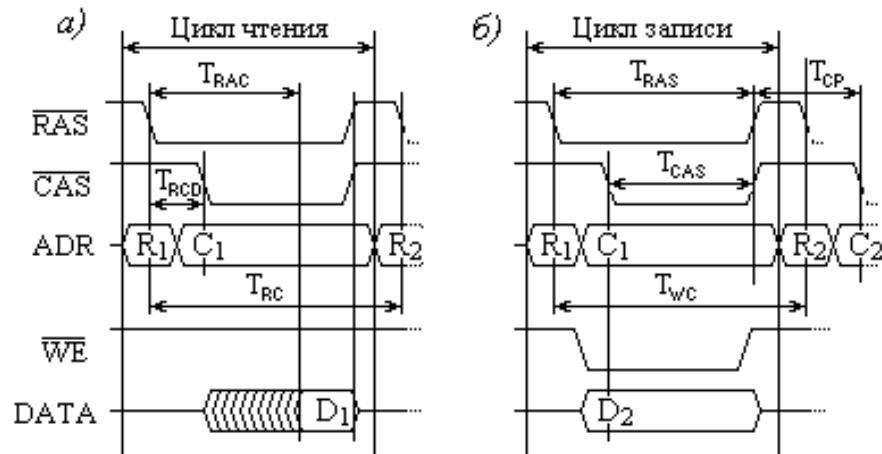 а) Цикл чтения
б) Цикл записи
T_RAC
T_RAS
T_CP
RAS
CAS
T_RCD
T_CAS
ADR
R1 C1 R2
R1 C1 R2 C2
T_RC
T_WC
WE
DATA
D1
D2